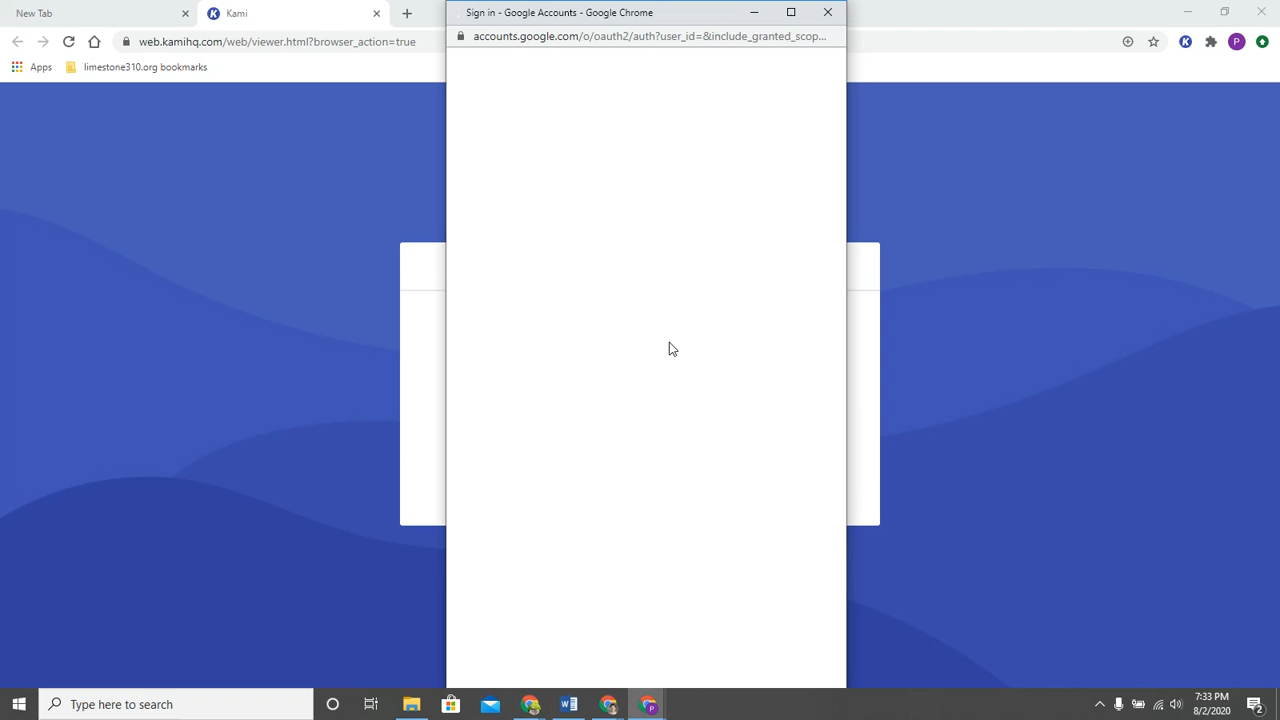 New Tab
Kami
Sign in - Google Accounts - Google Chrome
web.kamihq.com/web/viewer.html?browser_action=true
accounts.google.com/o/oauth2/auth?user_id=&include_granted_scop...
Apps
limestone310.org bookmarks
Type here to search
7:33 PM
8/2/2020